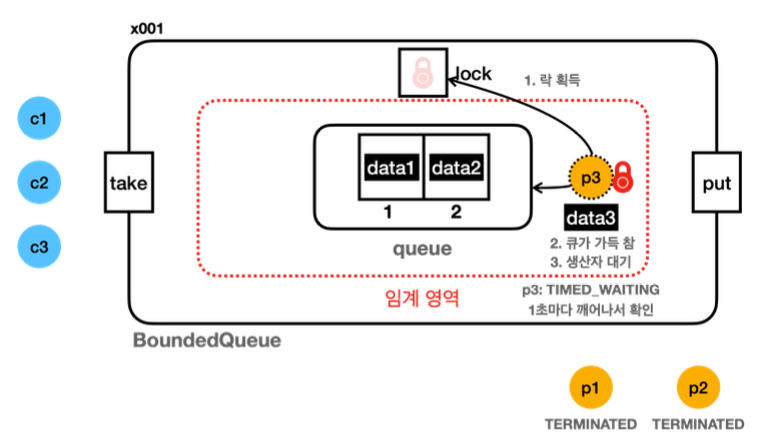 x001
lock
1. 락 획득
c1
c2
c3
take
put
data1
data2
1
2
queue
p3
data3
2. 큐가 가득 참
3. 생산자 대기
임계 영역
p3: TIMED_WAITING
1초마다 깨어나서 확인
BoundedQueue
p1
p2
TERMINATED
TERMINATED